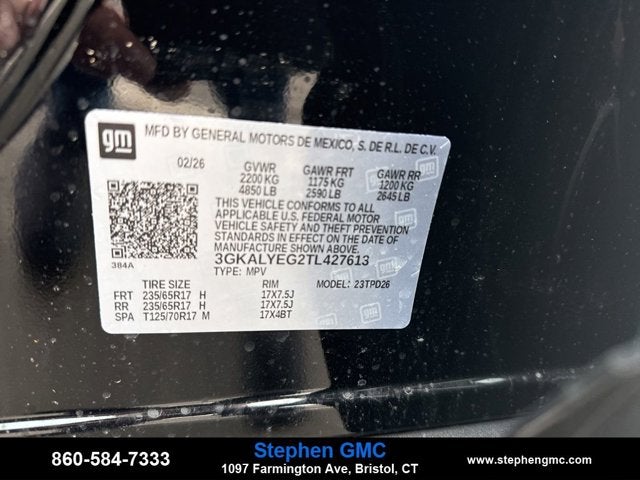 gm MFD BY GENERAL MOTORS DE MEXICO, S. DE R.L. DE C.V.
02/26 GVWR GAWR FRT GAWR RR
2200 KG 1175 KG 1200 KG
4850 LB 2590 LB 2645 LB
THIS VEHICLE CONFORMS TO ALL
APPLICABLE U.S. FEDERAL MOTOR
VEHICLE SAFETY AND THEFT PREVENTION
STANDARDS IN EFFECT ON THE DATE OF
MANUFACTURE SHOWN ABOVE.
384A 3GKALYEG2TL427613
TYPE: MPV MODEL: 23TPD26
TIRE SIZE RIM
FRT 235/65R17 H 17X7.5J
RR 235/65R17 H 17X7.5J
SPA T125/70R17 M 17X4BT
860-584-7333
Stephen GMC
1097 Farmington Ave, Bristol, CT
www.stephengmc.com